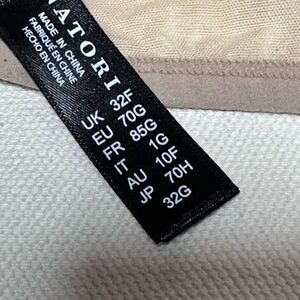 NATORI
MADE IN CHINA
FABRIQUÉ EN CHINE
HECHO EN CHINA
32F
UK 70G
EU 85G
FR 1G
IT 10F
AU 70H
JP 32G